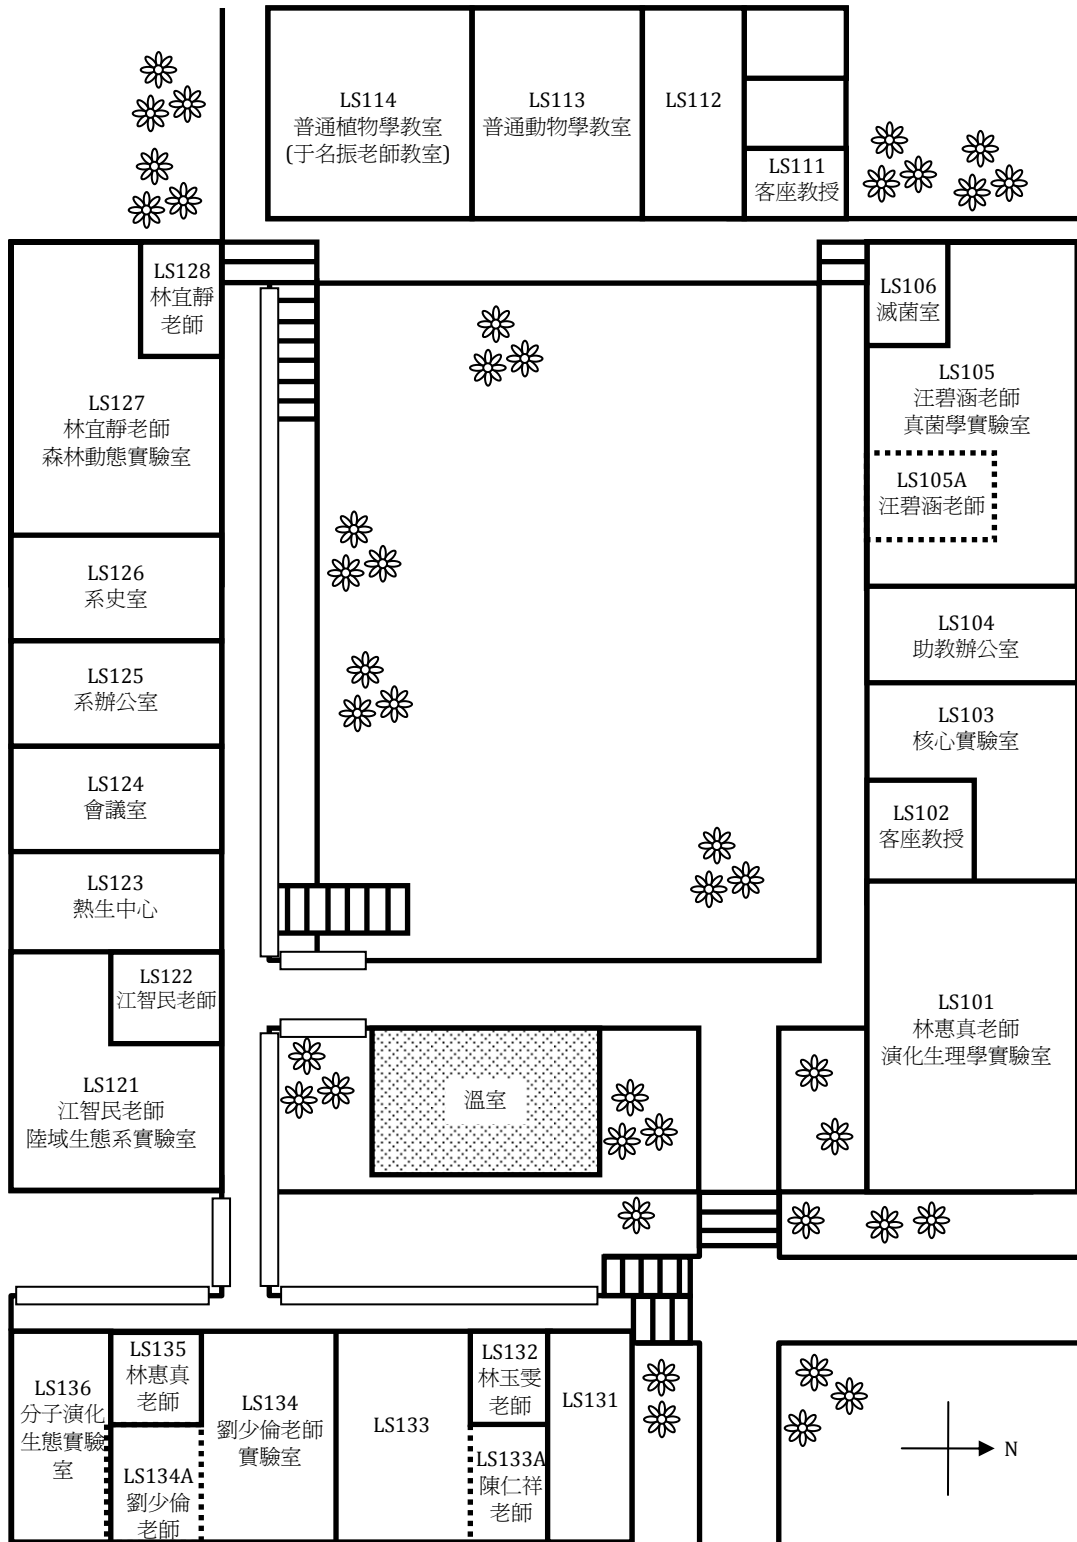 LS114
普通植物學教室
(于名振老師教室)
LS113
普通動物學教室
LS112
LS111
客座教授
LS128
林宜靜
老師
LS106
滅菌室
LS127
林宜靜老師
森林動態實驗室
LS105
汪碧涵老師
真菌學實驗室
LS105A
汪碧涵老師
LS126
系史室
LS104
助教辦公室
LS125
系辦公室
LS103
核心實驗室
LS124
會議室
LS102
客座教授
LS123
熱生中心
LS122
江智民老師
LS101
林惠真老師
演化生理學實驗室
LS121
江智民老師
陸域生態系實驗室
溫室
LS136
分子演化
生態實驗
室
LS135
林惠真
老師
LS134A
劉少倫
老師
LS134
劉少倫老師
實驗室
LS133
LS132
林玉雯
老師
LS133A
陳仁祥
老師
LS131
N